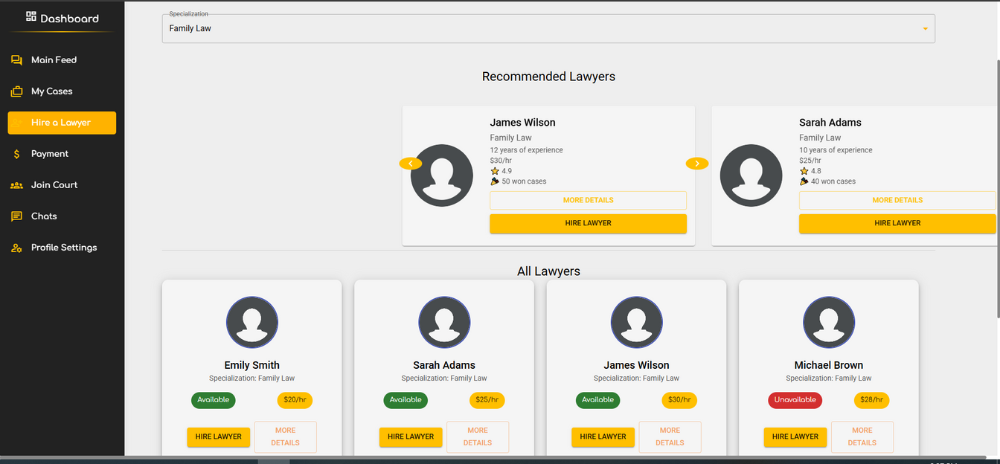 Dashboard
Main Feed
My Cases
Hire a Lawyer
Payment
Join Court
Chats
Profile Settings
Specialization
Family Law
Recommended Lawyers
James Wilson
Family Law
12 years of experience
$30/hr
4.9
50 won cases
MORE DETAILS
HIRE LAWYER
Sarah Adams
Family Law
10 years of experience
$25/hr
4.8
40 won cases
MORE DETAILS
HIRE LAWYER
All Lawyers
Emily Smith
Specialization: Family Law
Available $20/hr
HIRE LAWYER
MORE
DETAILS
Sarah Adams
Specialization: Family Law
Available $25/hr
HIRE LAWYER
MORE
DETAILS
James Wilson
Specialization: Family Law
Available $30/hr
HIRE LAWYER
MORE
DETAILS
Michael Brown
Specialization: Family Law
Unavailable $28/hr
HIRE LAWYER
MORE
DETAILS